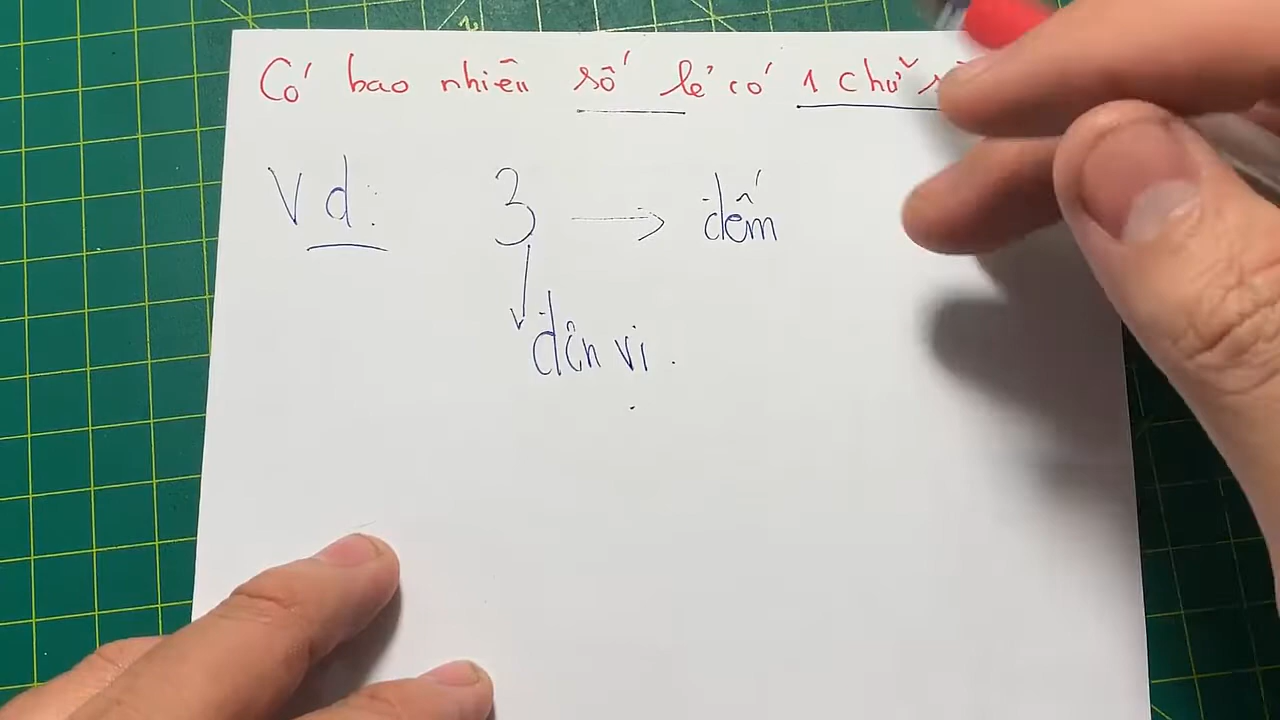 Có bao nhiêu số lẻ có 1 chữ
Vd: 3 → đếm
đơn vị.